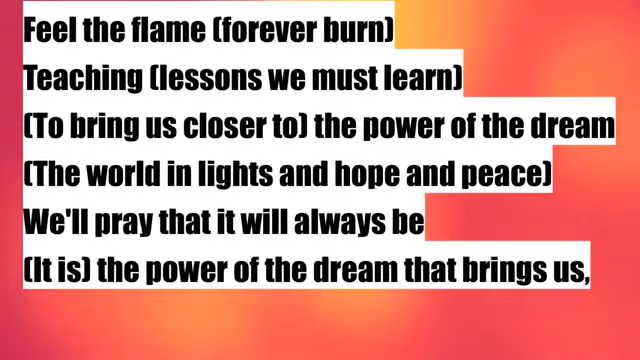 Feel the flame (forever burn)
Teaching (lessons we must learn)
(To bring us closer to) the power of the dream
(The world in lights and hope and peace)
We'll pray that it will always be
(It is) the power of the dream that brings us,